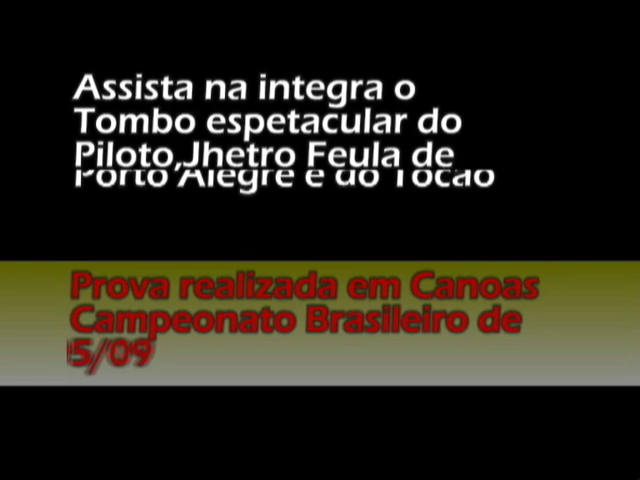 Assista na integra o
Tombo espetacular do
Piloto,Jhetro Feula de
Porto Alegre e do Tocão
Prova realizada em Canoas
Campeonato Brasileiro de
5/09